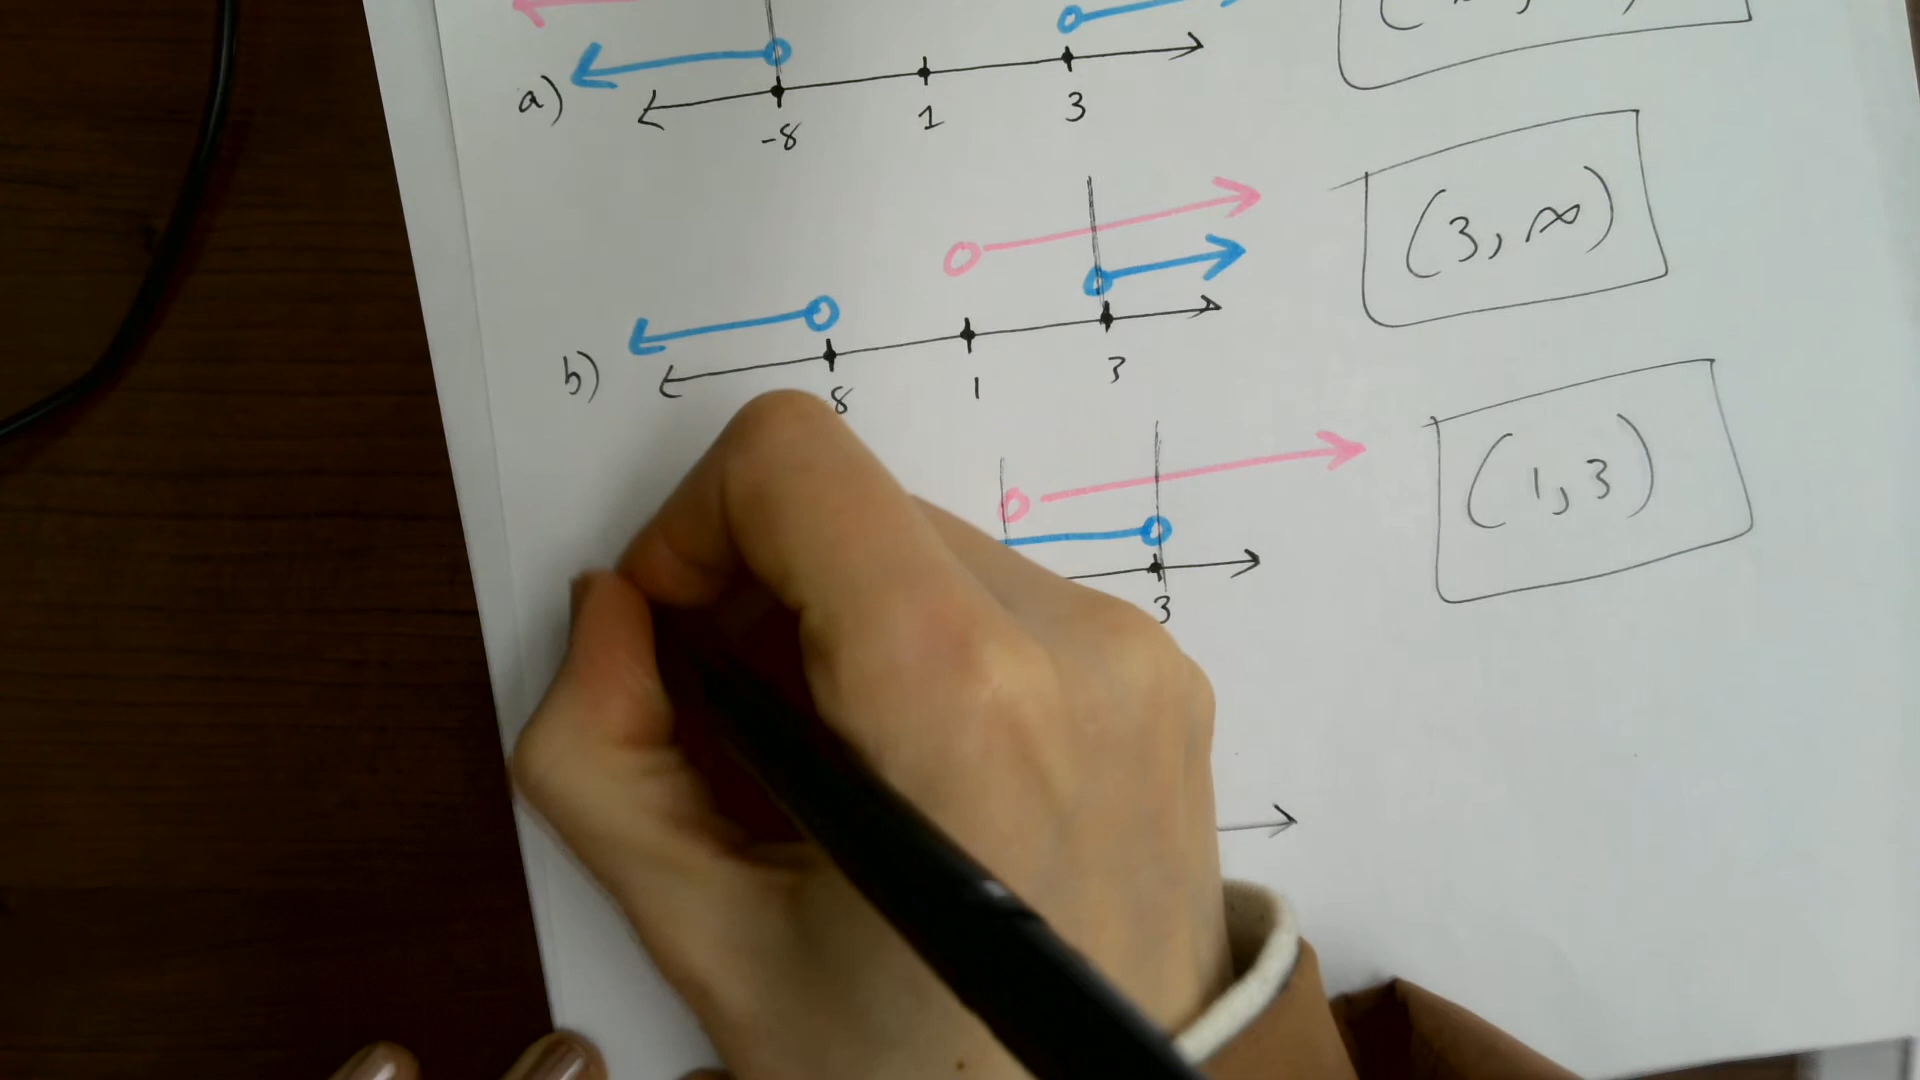 a)
-8 1 3
(3, ∞)
b)
8 1 3
(1, 3)
3